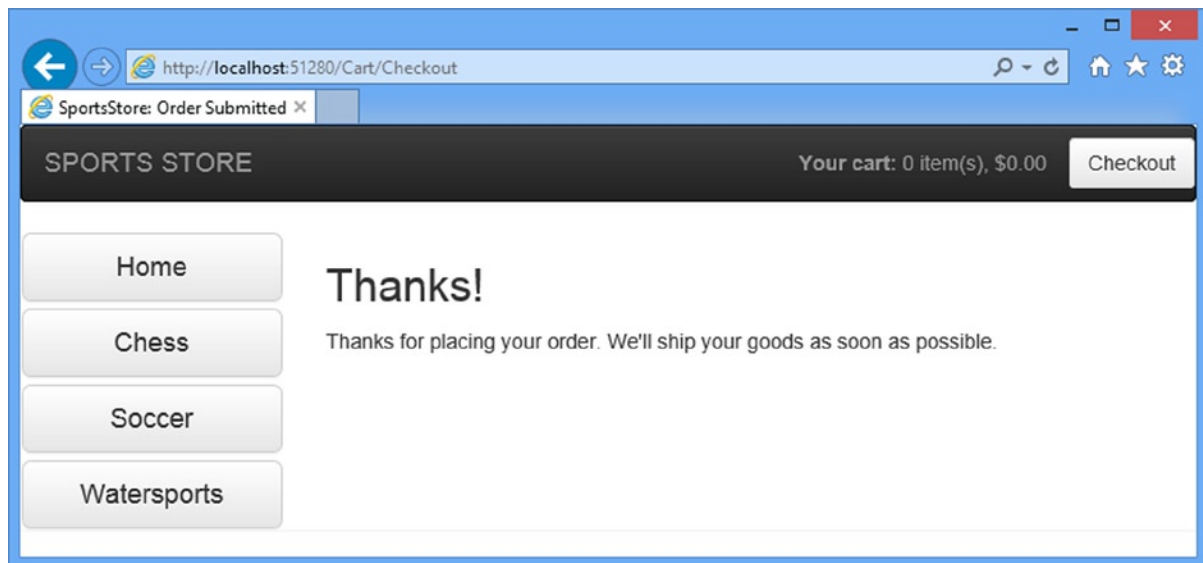 http://localhost:51280/Cart/Checkout
SportsStore: Order Submitted
SPORTS STORE
Your cart: 0 item(s), $0.00
Checkout
Home
Chess
Soccer
Watersports
Thanks!
Thanks for placing your order. We'll ship your goods as soon as possible.